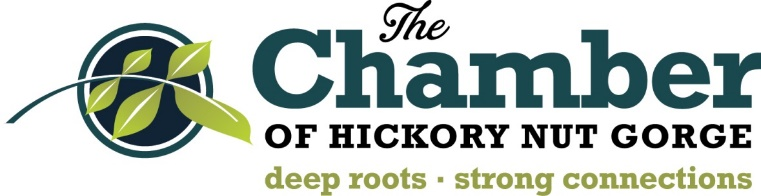 The
Chamber
OF HICKORY NUT GORGE
deep roots · strong connections